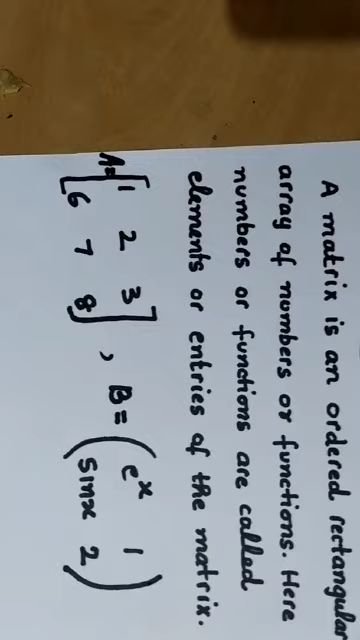 A matrix is an ordered rectangular
array of numbers or functions. Here
numbers or functions are called
elements or entries of the matrix.
A=[1 2 3
6 7 8], B=(e^x 1
sinx 2)